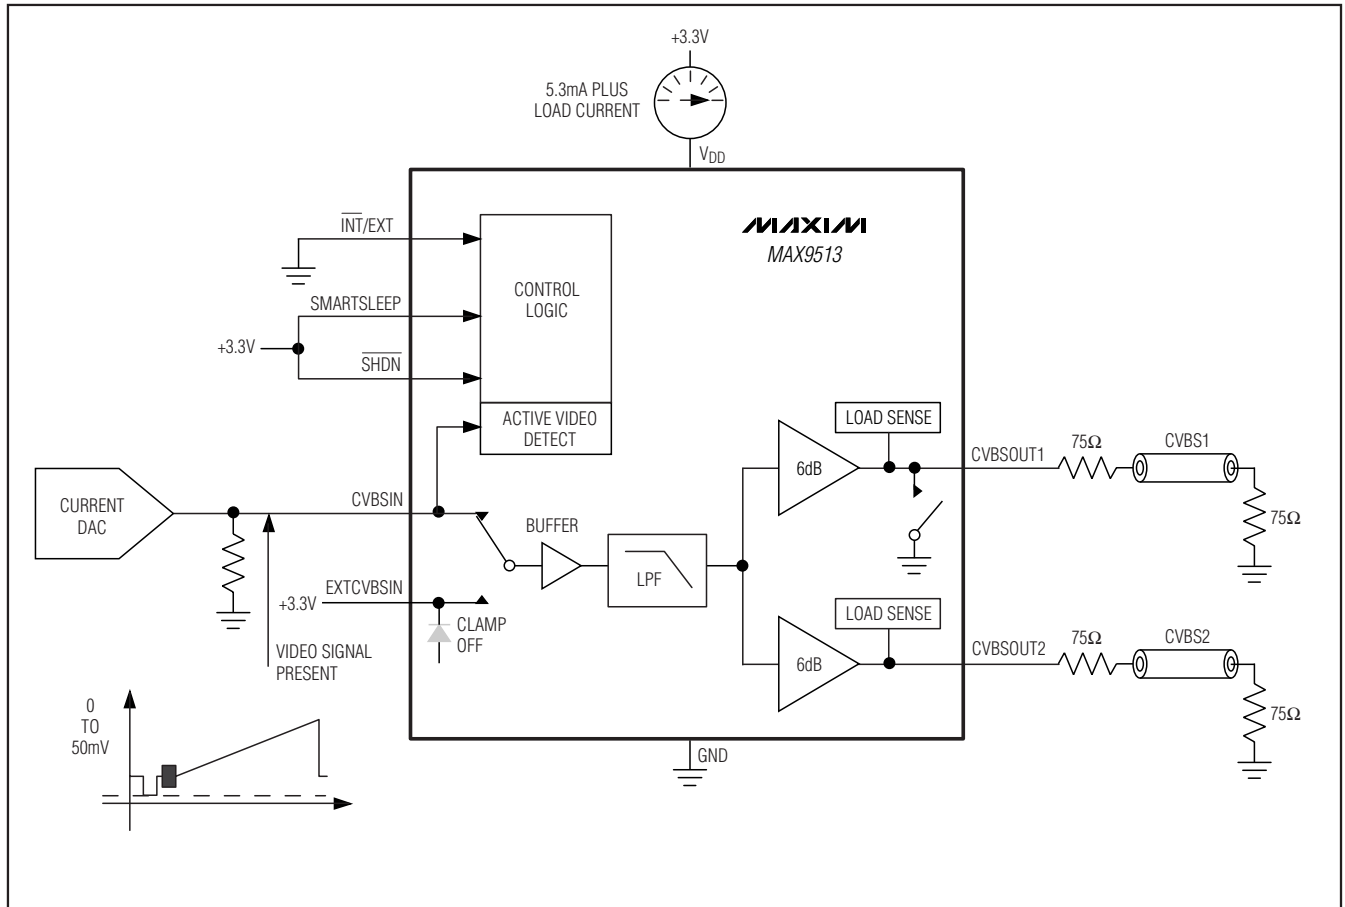 +3.3V
5.3mA PLUS
LOAD CURRENT
VDD
INT/EXT
MAXIM
MAX9513
SMARTSLEEP
CONTROL
LOGIC
+3.3V
SHDN
ACTIVE VIDEO
DETECT
LOAD SENSE
6dB
CVBSOUT1
75Ω
CVBS1
75Ω
CURRENT
DAC
CVBSIN
BUFFER
LPF
EXTCVBSIN
+3.3V
CLAMP
OFF
LOAD SENSE
6dB
CVBSOUT2
75Ω
CVBS2
75Ω
VIDEO SIGNAL
PRESENT
0
TO
50mV
GND